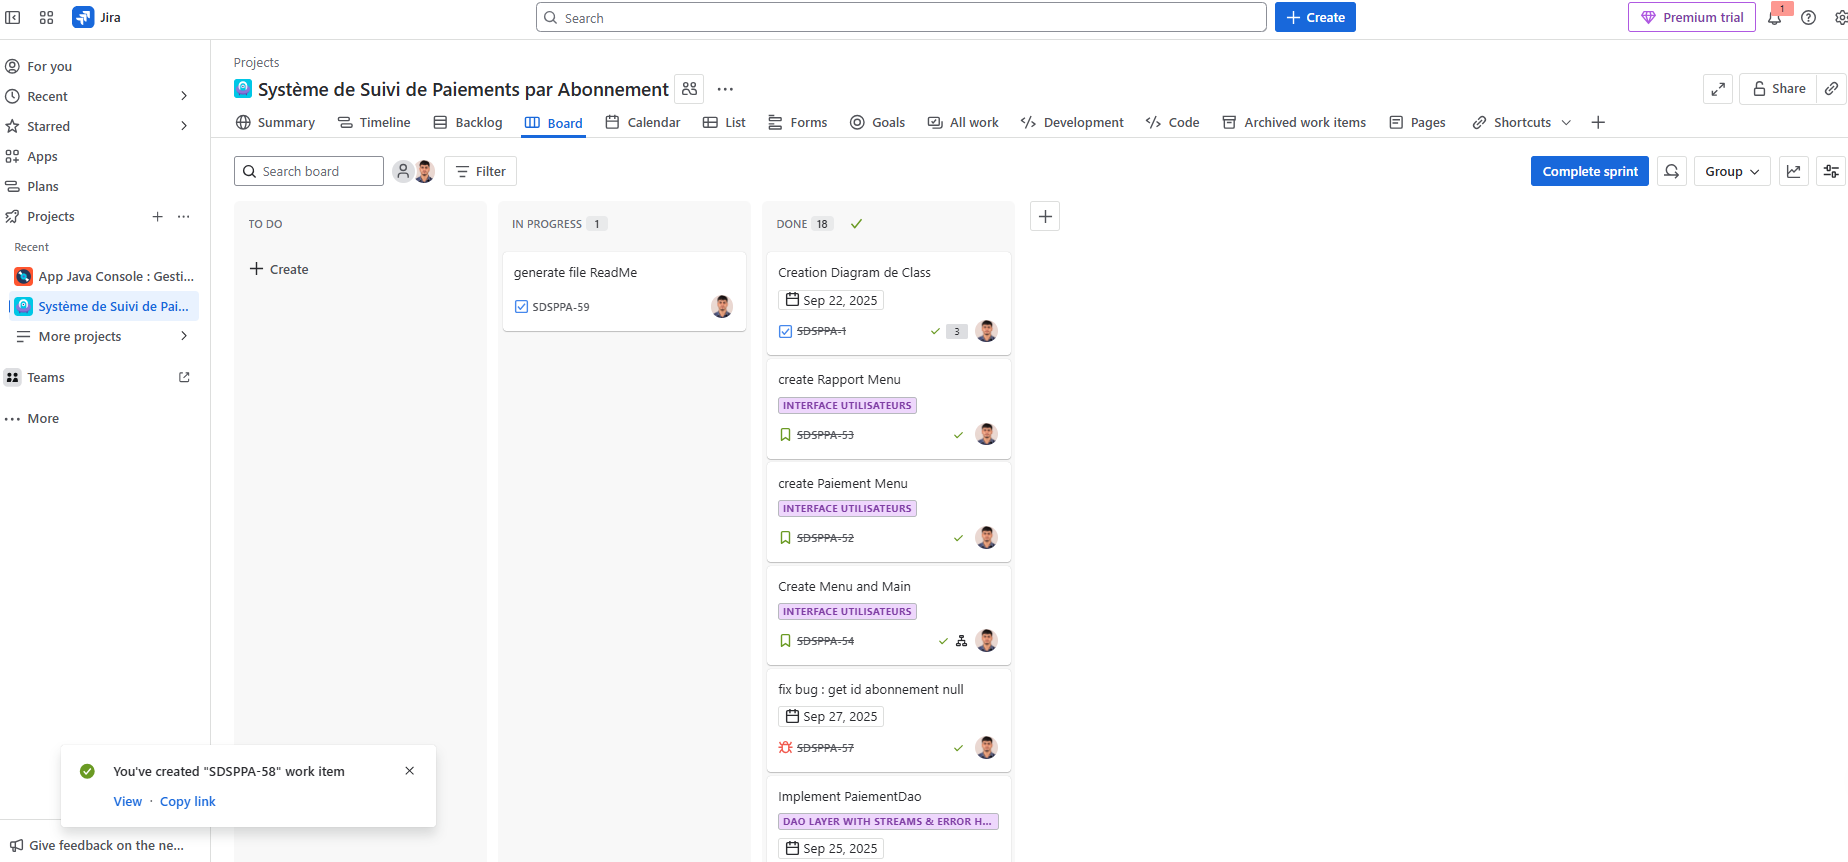 Jira
Search
Create
Premium trial
1
For you
Recent
Starred
Apps
Plans
Projects
Recent
App Java Console : Gesti...
Système de Suivi de Pai...
More projects
Teams
More
Give feedback on the ne...
Projects
Système de Suivi de Paiements par Abonnement
Share
Summary
Timeline
Backlog
Board
Calendar
List
Forms
Goals
All work
Development
Code
Archived work items
Pages
Shortcuts
Search board
Filter
Complete sprint
Group
TO DO
Create
IN PROGRESS 1
generate file ReadMe
SDSPPA-59
DONE 18
Creation Diagram de Class
Sep 22, 2025
SDSPPA-1
3
create Rapport Menu
INTERFACE UTILISATEURS
SDSPPA-53
create Paiement Menu
INTERFACE UTILISATEURS
SDSPPA-52
Create Menu and Main
INTERFACE UTILISATEURS
SDSPPA-54
fix bug : get id abonnement null
Sep 27, 2025
SDSPPA-57
Implement PaiementDao
DAO LAYER WITH STREAMS & ERROR H...
Sep 25, 2025
You've created "SDSPPA-58" work item
View · Copy link